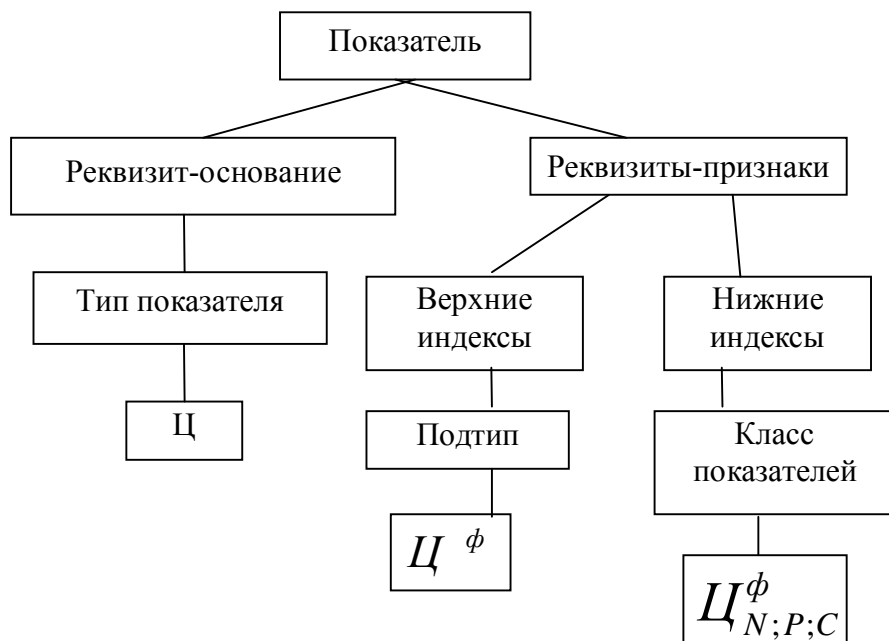 Показатель
Реквизит-основание
Реквизиты-признаки
Тип показателя
Верхние
индексы
Нижние
индексы
Ц
Подтип
Класс
показателей
Ц ф
Ц ф N; P; C